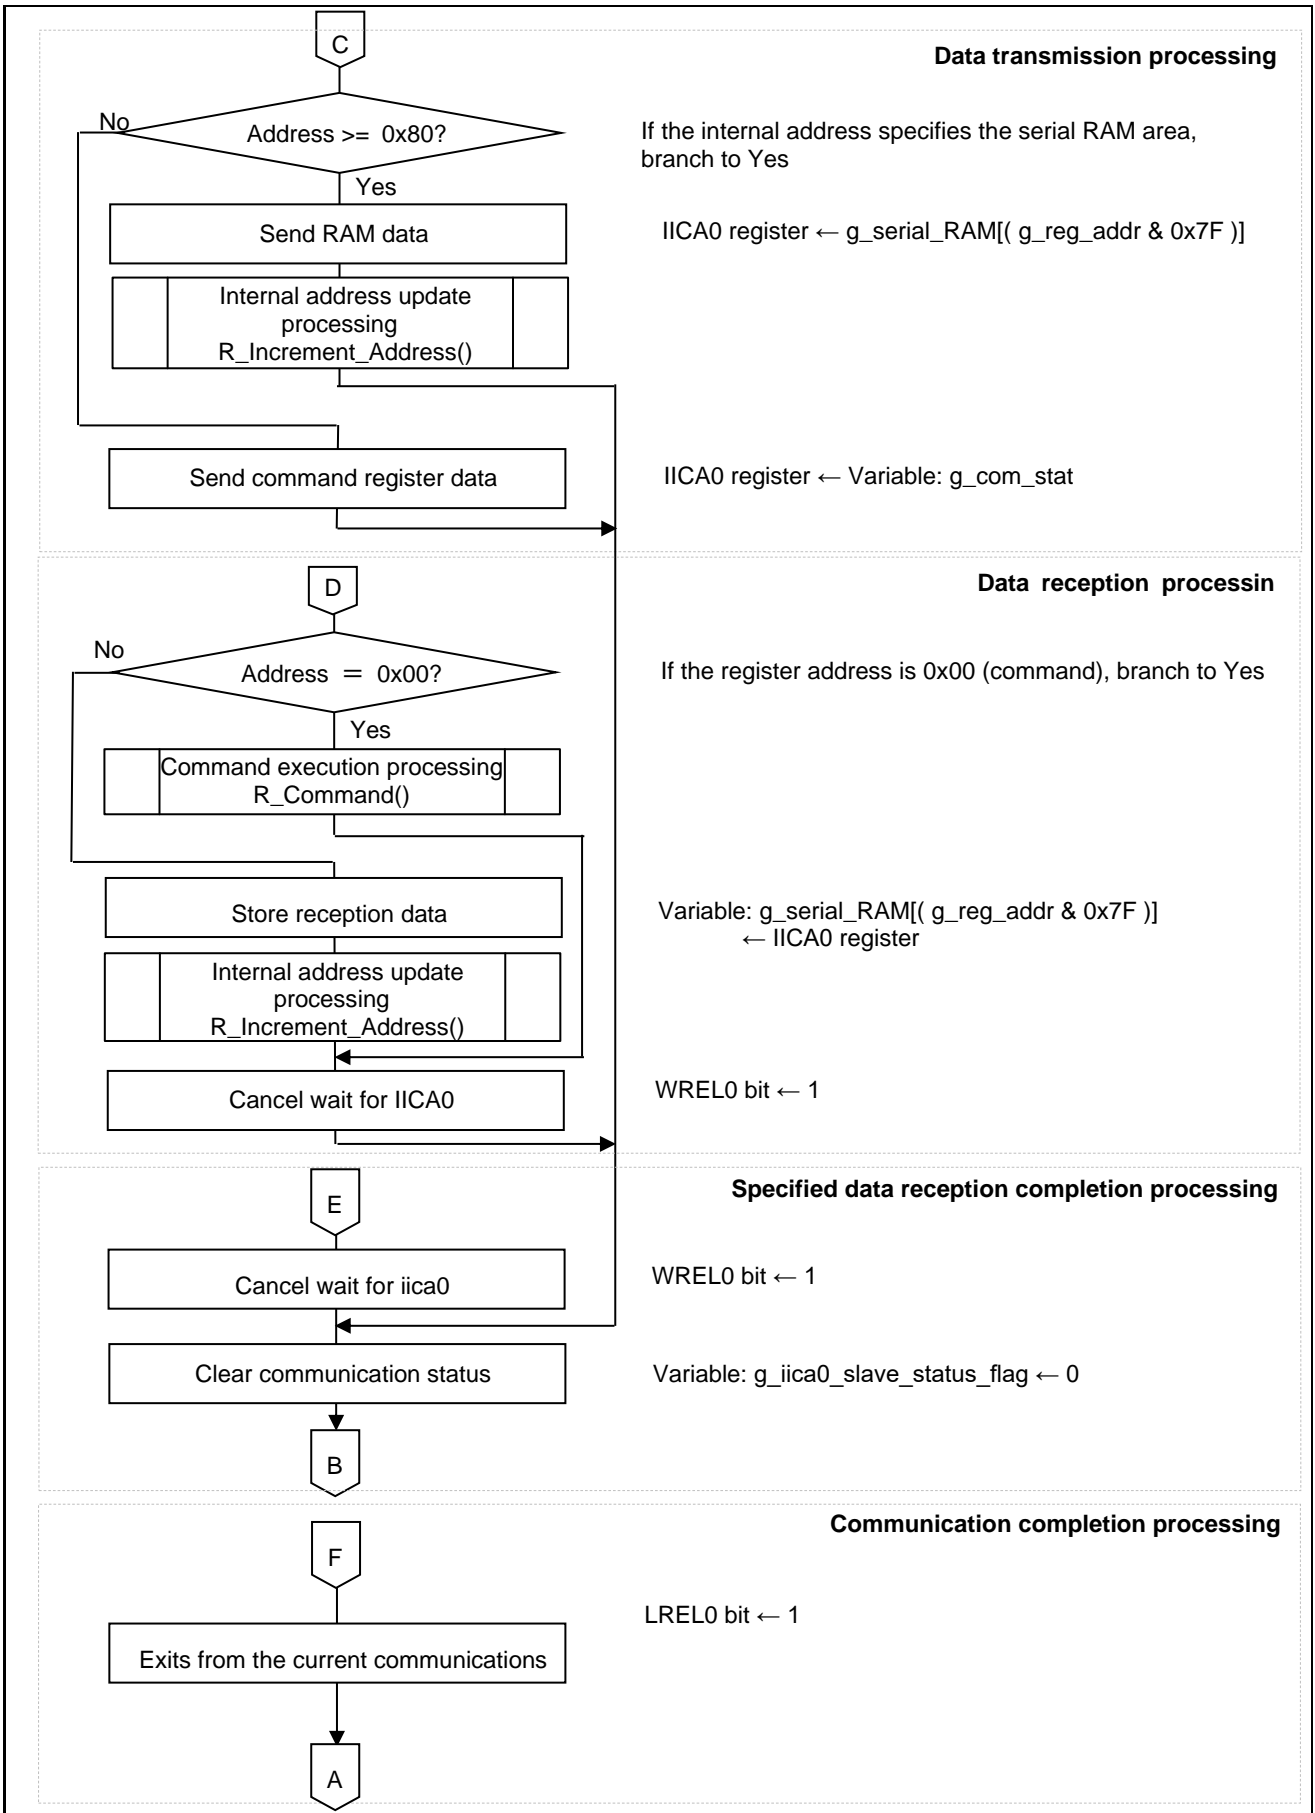 C
Data transmission processing
No
Address >= 0x80?
If the internal address specifies the serial RAM area,
branch to Yes
Yes
Send RAM data
IICA0 register ← g_serial_RAM[( g_reg_addr & 0x7F )]
Internal address update
processing
R_Increment_Address()
Send command register data
IICA0 register ← Variable: g_com_stat
D
Data reception processin
No
Address ＝ 0x00?
If the register address is 0x00 (command), branch to Yes
Yes
Command execution processing
R_Command()
Store reception data
Variable: g_serial_RAM[( g_reg_addr & 0x7F )]
← IICA0 register
Internal address update
processing
R_Increment_Address()
Cancel wait for IICA0
WREL0 bit ← 1
E
Specified data reception completion processing
Cancel wait for iica0
WREL0 bit ← 1
Clear communication status
Variable: g_iica0_slave_status_flag ← 0
B
Communication completion processing
F
LREL0 bit ← 1
Exits from the current communications
A